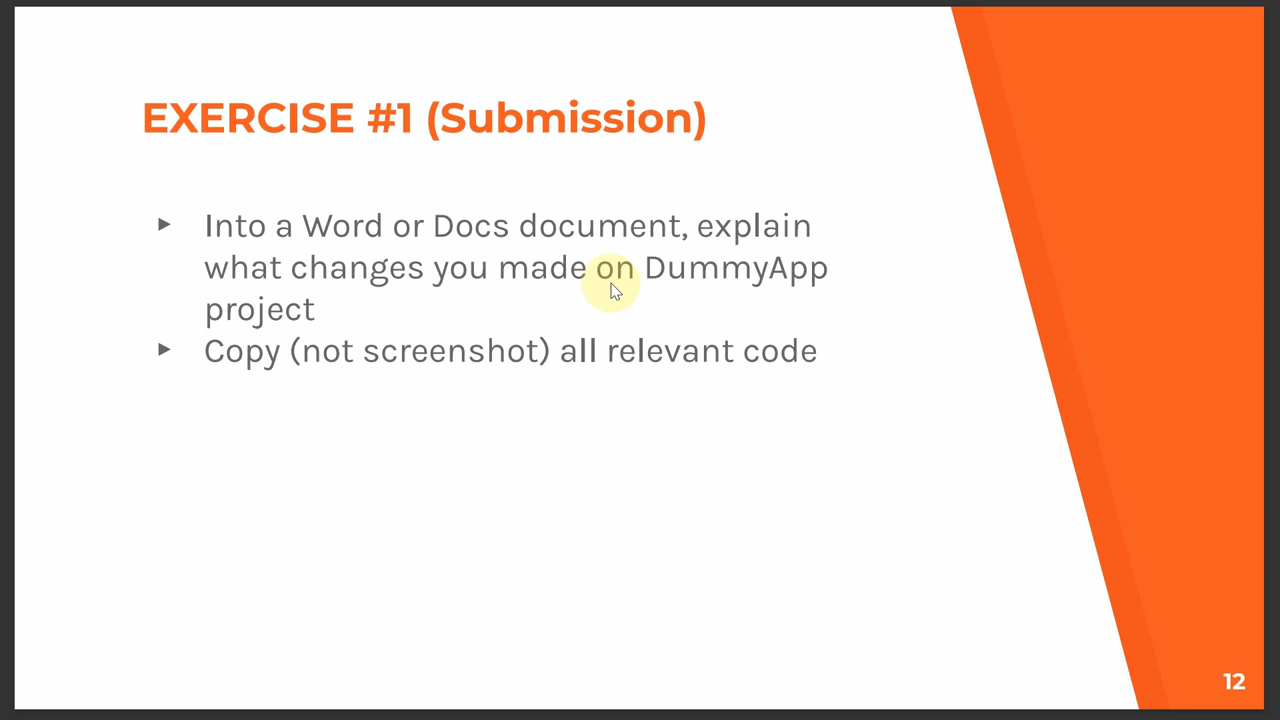 EXERCISE #1 (Submission)
▸ Into a Word or Docs document, explain
what changes you made on DummyApp
project
▸ Copy (not screenshot) all relevant code
12